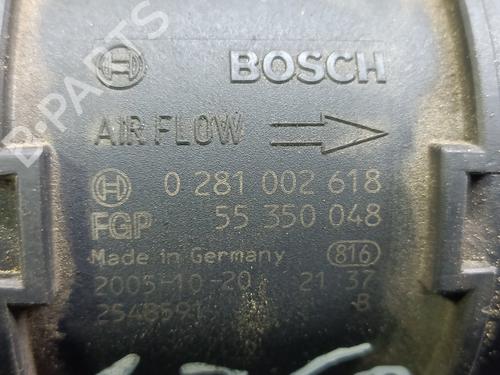 B-PARTS
BOSCH
AIR FLOW
0 281 002 618
FGP 55 350 048
Made in Germany 816
2005-10-20 21 37
2548591 B